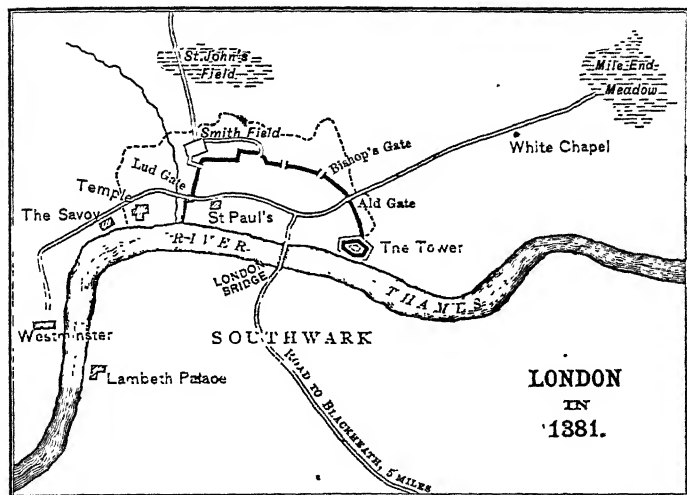 St. John's
Field
Mile End
Meadow
Smith Field
Bishop's Gate
White Chapel
Lud Gate
Temple
Ald Gate
The Savoy
St Paul's
The Tower
RIVER
THAMES
LONDON
BRIDGE
SOUTHWARK
Westminster
Lambeth Palace
ROAD TO BLACKHEATH, 5 MILES
LONDON
IN
1381.